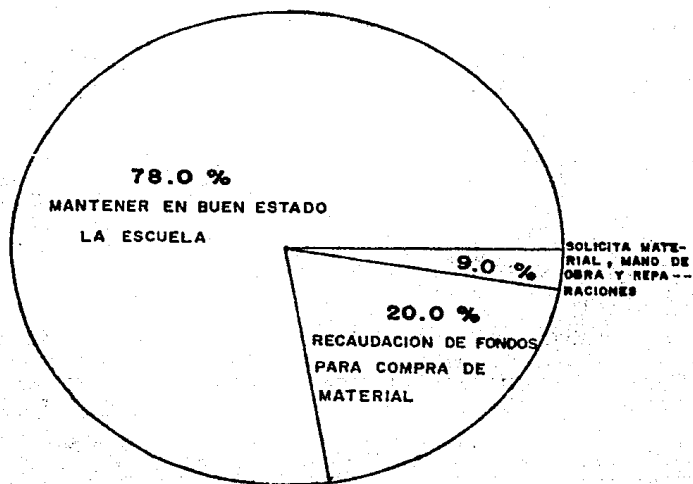 78.0 %
MANTENER EN BUEN ESTADO
LA ESCUELA
9.0 %
SOLICITA MATE-
RIAL, MANO DE
OBRA Y REPA--
RACIONES
20.0 %
RECAUDACION DE FONDOS
PARA COMPRA DE
MATERIAL